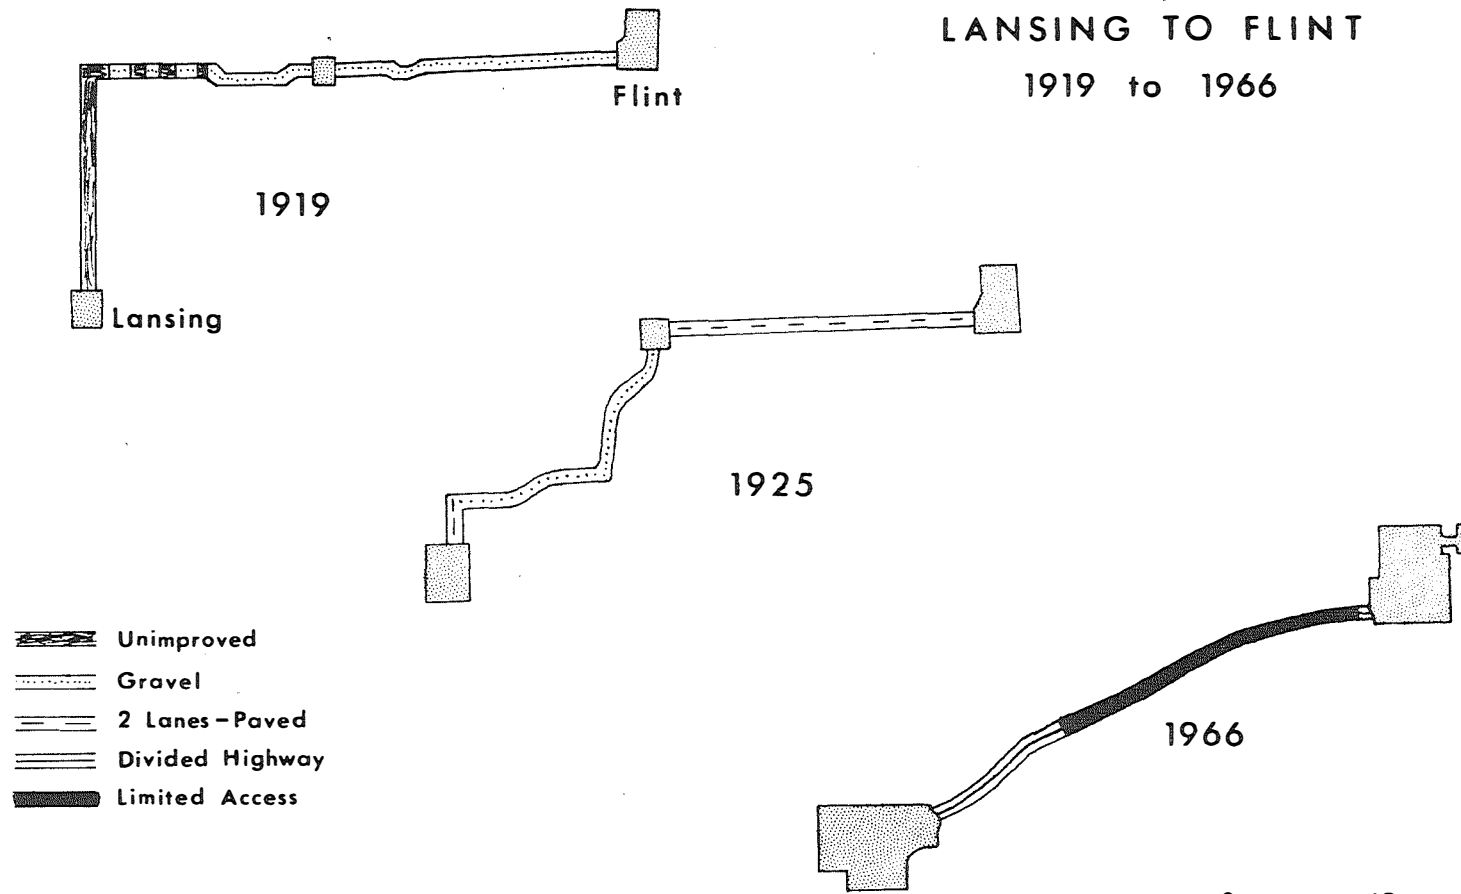 LANSING TO FLINT
1919 to 1966
Flint
1919
Lansing
1925
1966
Unimproved
Gravel
2 Lanes-Paved
Divided Highway
Limited Access